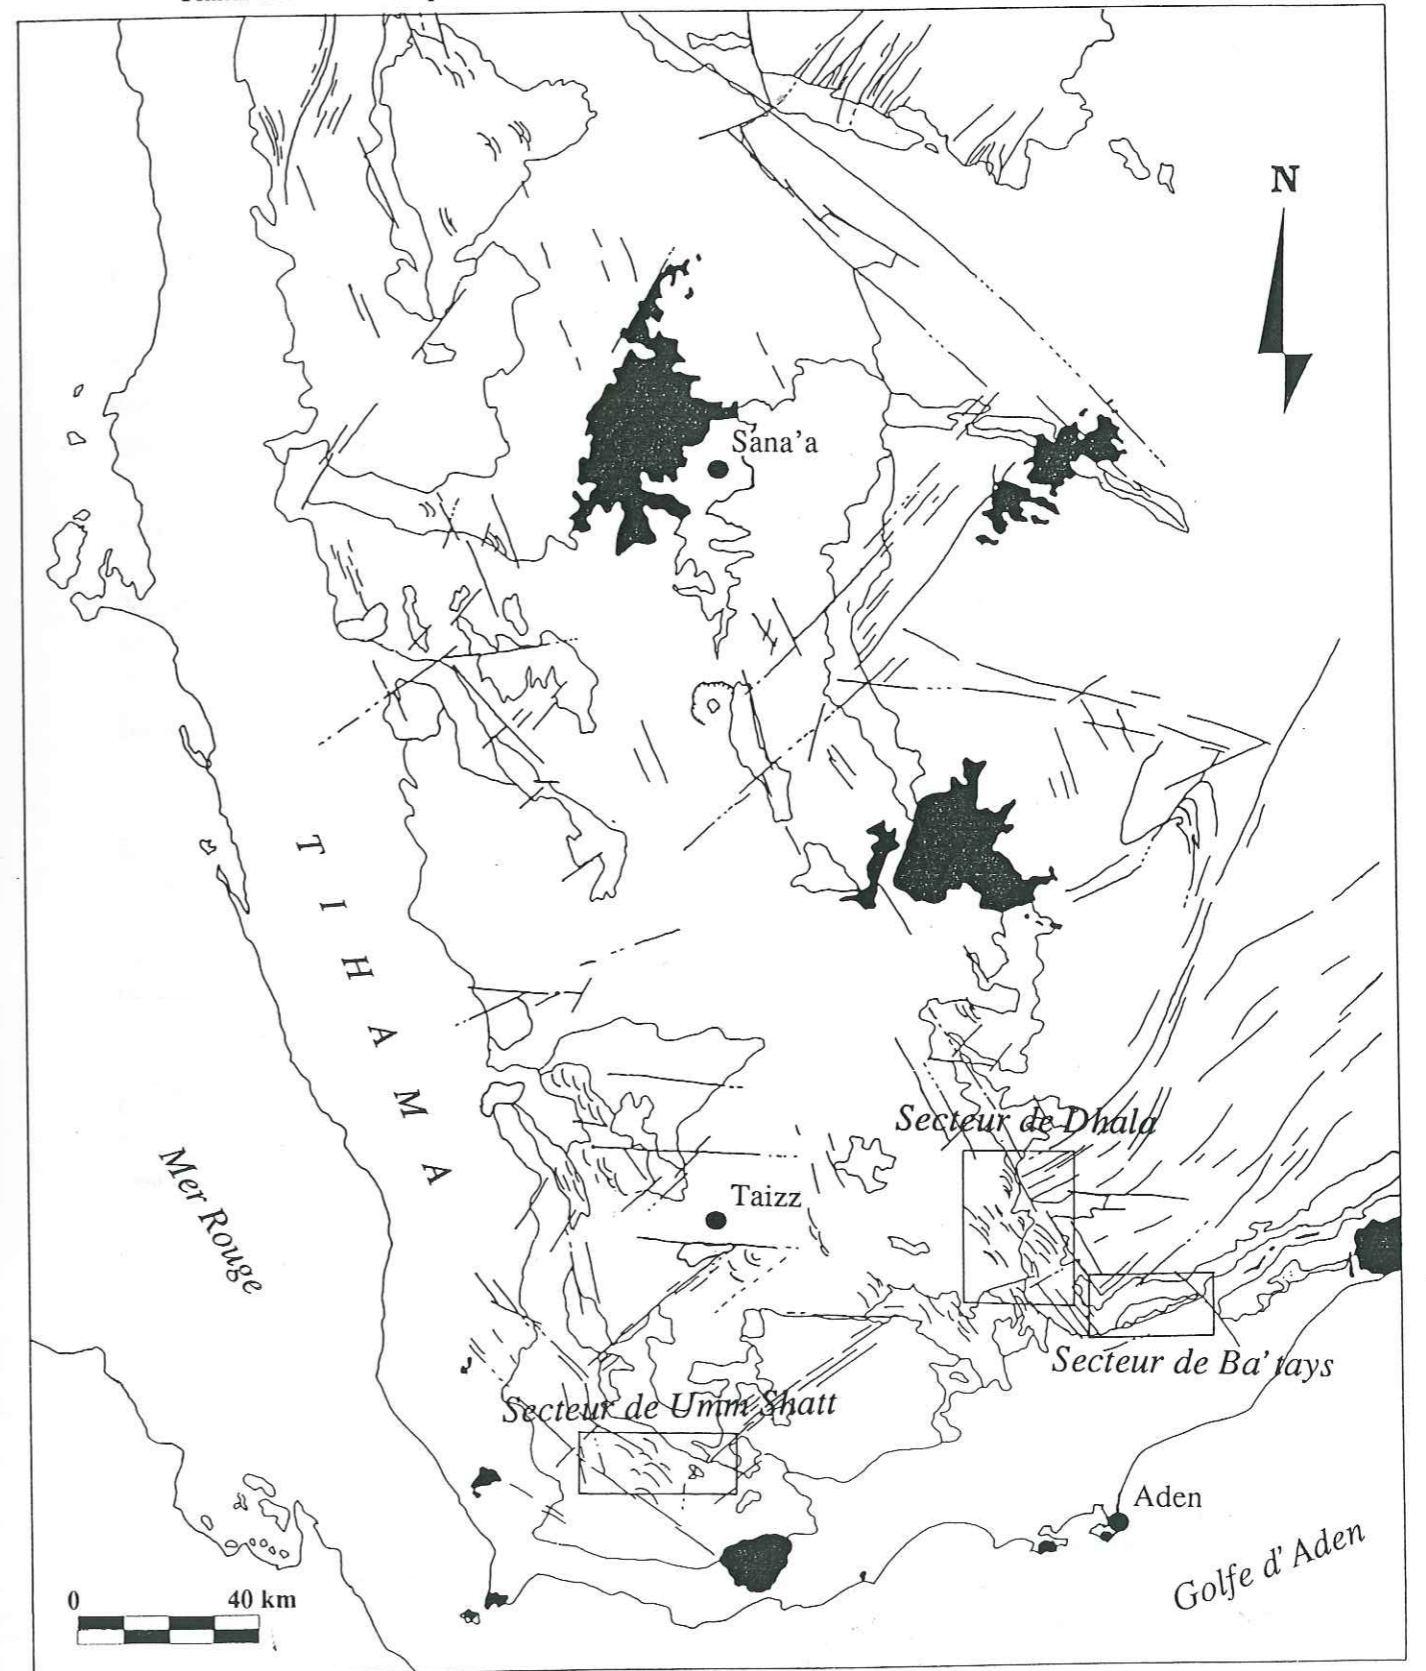 N
Sana'a
T I H A M A
Secteur de Dhala
Mer Rouge
Taizz
Secteur de Ba'tays
Secteur de Umm Shatt
Aden
Golfe d'Aden
0 40 km